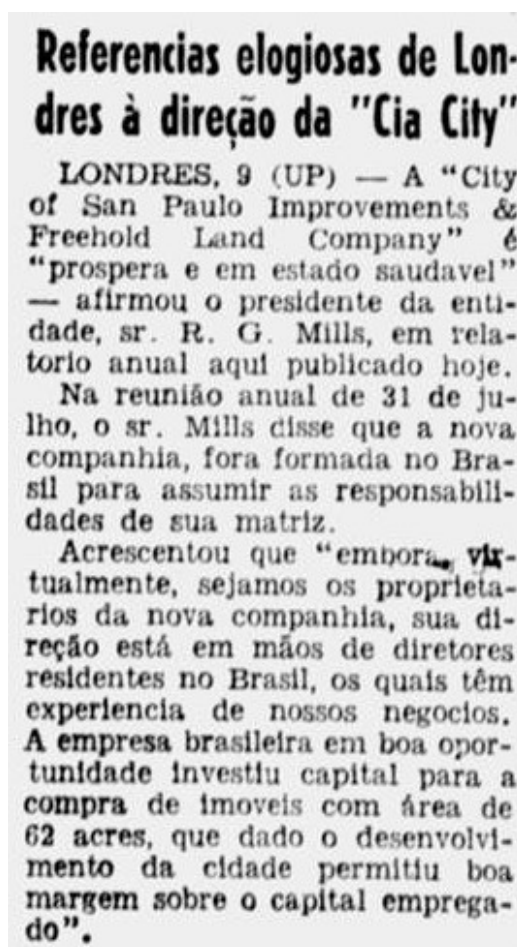 Referencias elogiosas de Lon-
dres à direção da "Cia City"
LONDRES, 9 (UP) — A "City
of San Paulo Improvements &
Freehold Land Company" é
"prospera e em estado saudavel"
— afirmou o presidente da enti-
dade, sr. R. G. Mills, em rela-
torio anual aqui publicado hoje.
Na reunião anual de 31 de ju-
lho, o sr. Mills disse que a nova
companhia, fora formada no Bra-
sil para assumir as responsabili-
dades de sua matriz.
Acrescentou que "embora, vir-
tualmente, sejamos os proprieta-
rios da nova companhia, sua di-
reção está em mãos de diretores
residentes no Brasil, os quais têm
experiencia de nossos negocios.
A empresa brasileira em boa opor-
tunidade investiu capital para a
compra de imoveis com área de
62 acres, que dado o desenvolvi-
mento da cidade permitiu boa
margem sobre o capital emprega-
do".